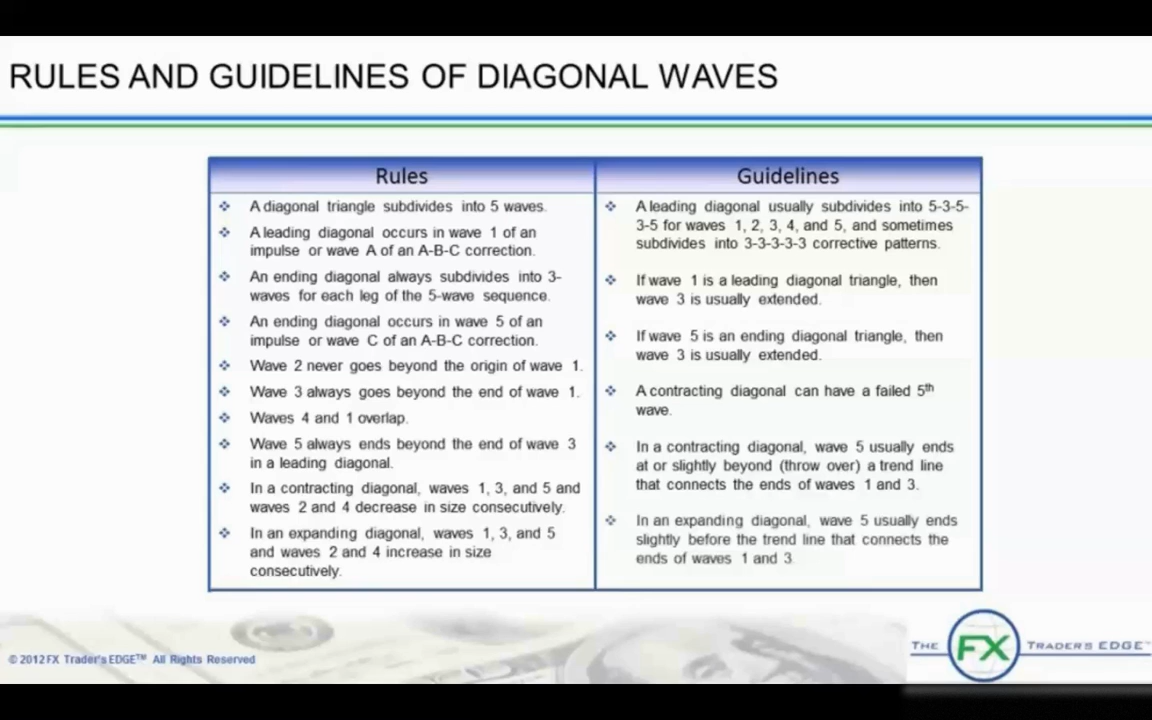 RULES AND GUIDELINES OF DIAGONAL WAVES
Rules
A diagonal triangle subdivides into 5 waves.
A leading diagonal occurs in wave 1 of an
impulse or wave A of an A-B-C correction.
An ending diagonal always subdivides into 3-
waves for each leg of the 5-wave sequence.
An ending diagonal occurs in wave 5 of an
impulse or wave C of an A-B-C correction.
Wave 2 never goes beyond the origin of wave 1.
Wave 3 always goes beyond the end of wave 1.
Waves 4 and 1 overlap.
Wave 5 always ends beyond the end of wave 3
in a leading diagonal.
In a contracting diagonal, waves 1, 3, and 5 and
waves 2 and 4 decrease in size consecutively.
In an expanding diagonal, waves 1, 3, and 5
and waves 2 and 4 increase in size
consecutively.
Guidelines
A leading diagonal usually subdivides into 5-3-5-
3-5 for waves 1, 2, 3, 4, and 5, and sometimes
subdivides into 3-3-3-3-3 corrective patterns.
If wave 1 is a leading diagonal triangle, then
wave 3 is usually extended.
If wave 5 is an ending diagonal triangle, then
wave 3 is usually extended.
A contracting diagonal can have a failed 5th
wave.
In a contracting diagonal, wave 5 usually ends
at or slightly beyond (throw over) a trend line
that connects the ends of waves 1 and 3.
In an expanding diagonal, wave 5 usually ends
slightly before the trend line that connects the
ends of waves 1 and 3.
© 2012 FX Trader's EDGE™ All Rights Reserved
THE FX TRADER'S EDGE™